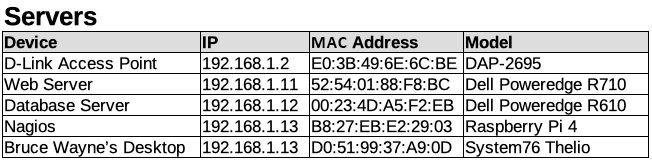 Servers
Device IP MAC Address Model
D-Link Access Point 192.168.1.2 E0:3B:49:6E:6C:BE DAP-2695
Web Server 192.168.1.11 52:54:01:88:F8:BC Dell Poweredge R710
Database Server 192.168.1.12 00:23:4D:A5:F2:EB Dell Poweredge R610
Nagios 192.168.1.13 B8:27:EB:E2:29:03 Raspberry Pi 4
Bruce Wayne's Desktop 192.168.1.13 D0:51:99:37:A9:0D System76 Thelio